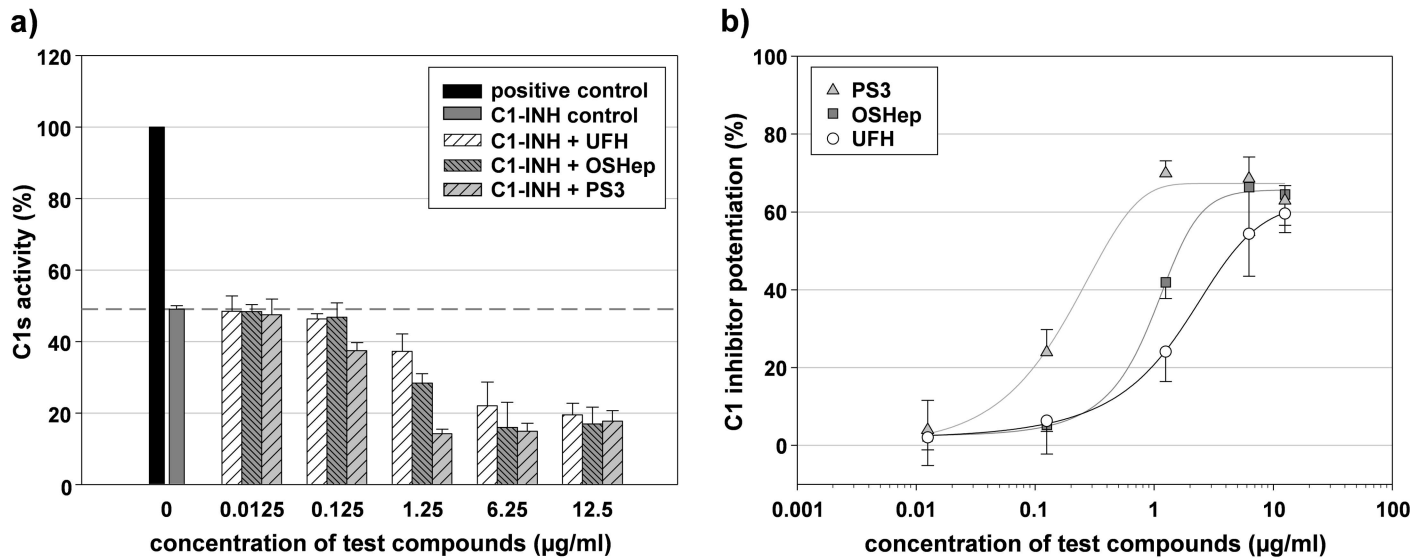 a)
120
100
80
60
40
20
0
C1s activity (%)
positive control
C1-INH control
C1-INH + UFH
C1-INH + OSHep
C1-INH + PS3
0 0.0125 0.125 1.25 6.25 12.5
concentration of test compounds (µg/ml)
b)
100
80
60
40
20
0
C1 inhibitor potentiation (%)
PS3
OSHep
UFH
0.001 0.01 0.1 1 10 100
concentration of test compounds (µg/ml)